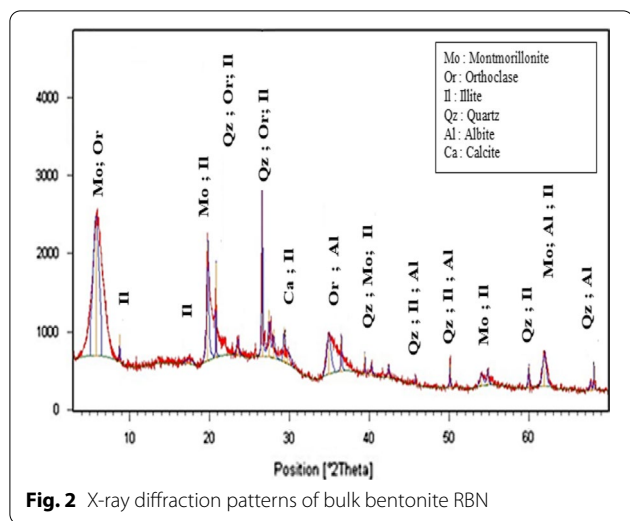 Mo : Montmorillonite
Or : Orthoclase
Il : Illite
Qz : Quartz
Al : Albite
Ca : Calcite
4000
3000
2000
1000
0
Mo; Or
Il
Il
Mo ; Il
Qz ; Or; Il
Qz ; Or; Il
Ca ; Il
Or ; Al
Qz ; Mo; Il
Qz ; Il ; Al
Qz ; Il ; Al
Mo ; Il
Qz ; Il
Mo; Al ; Il
Qz ; Al
10 20 30 40 50 60
Position [°2Theta]
Fig. 2 X-ray diffraction patterns of bulk bentonite RBN